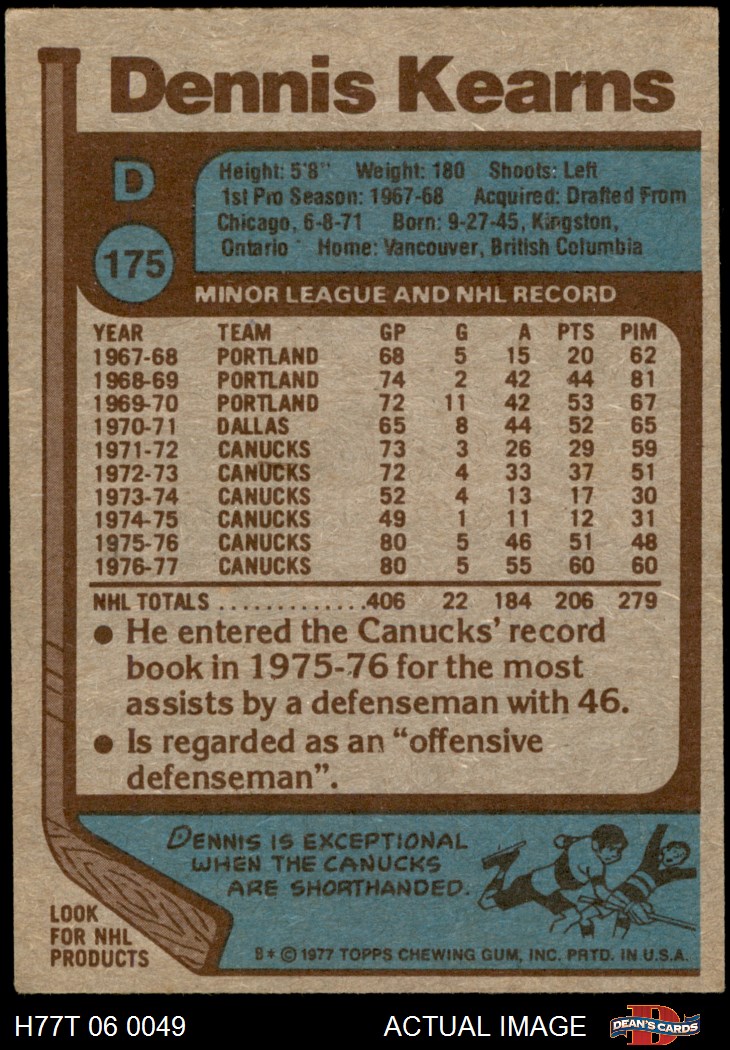 Dennis Kearns
D
175
Height: 5'8" Weight: 180 Shoots: Left
1st Pro Season: 1967-68 Acquired: Drafted From
Chicago, 6-8-71 Born: 9-27-45, Kingston,
Ontario Home: Vancouver, British Columbia
MINOR LEAGUE AND NHL RECORD
YEAR TEAM GP G A PTS PIM
1967-68 PORTLAND 68 5 15 20 62
1968-69 PORTLAND 74 2 42 44 81
1969-70 PORTLAND 72 11 42 53 67
1970-71 DALLAS 65 8 44 52 65
1971-72 CANUCKS 73 3 26 29 59
1972-73 CANUCKS 72 4 33 37 51
1973-74 CANUCKS 52 4 13 17 30
1974-75 CANUCKS 49 1 11 12 31
1975-76 CANUCKS 80 5 46 51 48
1976-77 CANUCKS 80 5 55 60 60
NHL TOTALS .............406 22 184 206 279
● He entered the Canucks' record
book in 1975-76 for the most
assists by a defenseman with 46.
● Is regarded as an “offensive
defenseman”.
DENNIS IS EXCEPTIONAL
WHEN THE CANUCKS
ARE SHORTHANDED.
LOOK
FOR NHL
PRODUCTS
B* © 1977 TOPPS CHEWING GUM, INC. PRTD. IN U.S.A.
H77T 06 0049 ACTUAL IMAGE DEAN'S CARDS